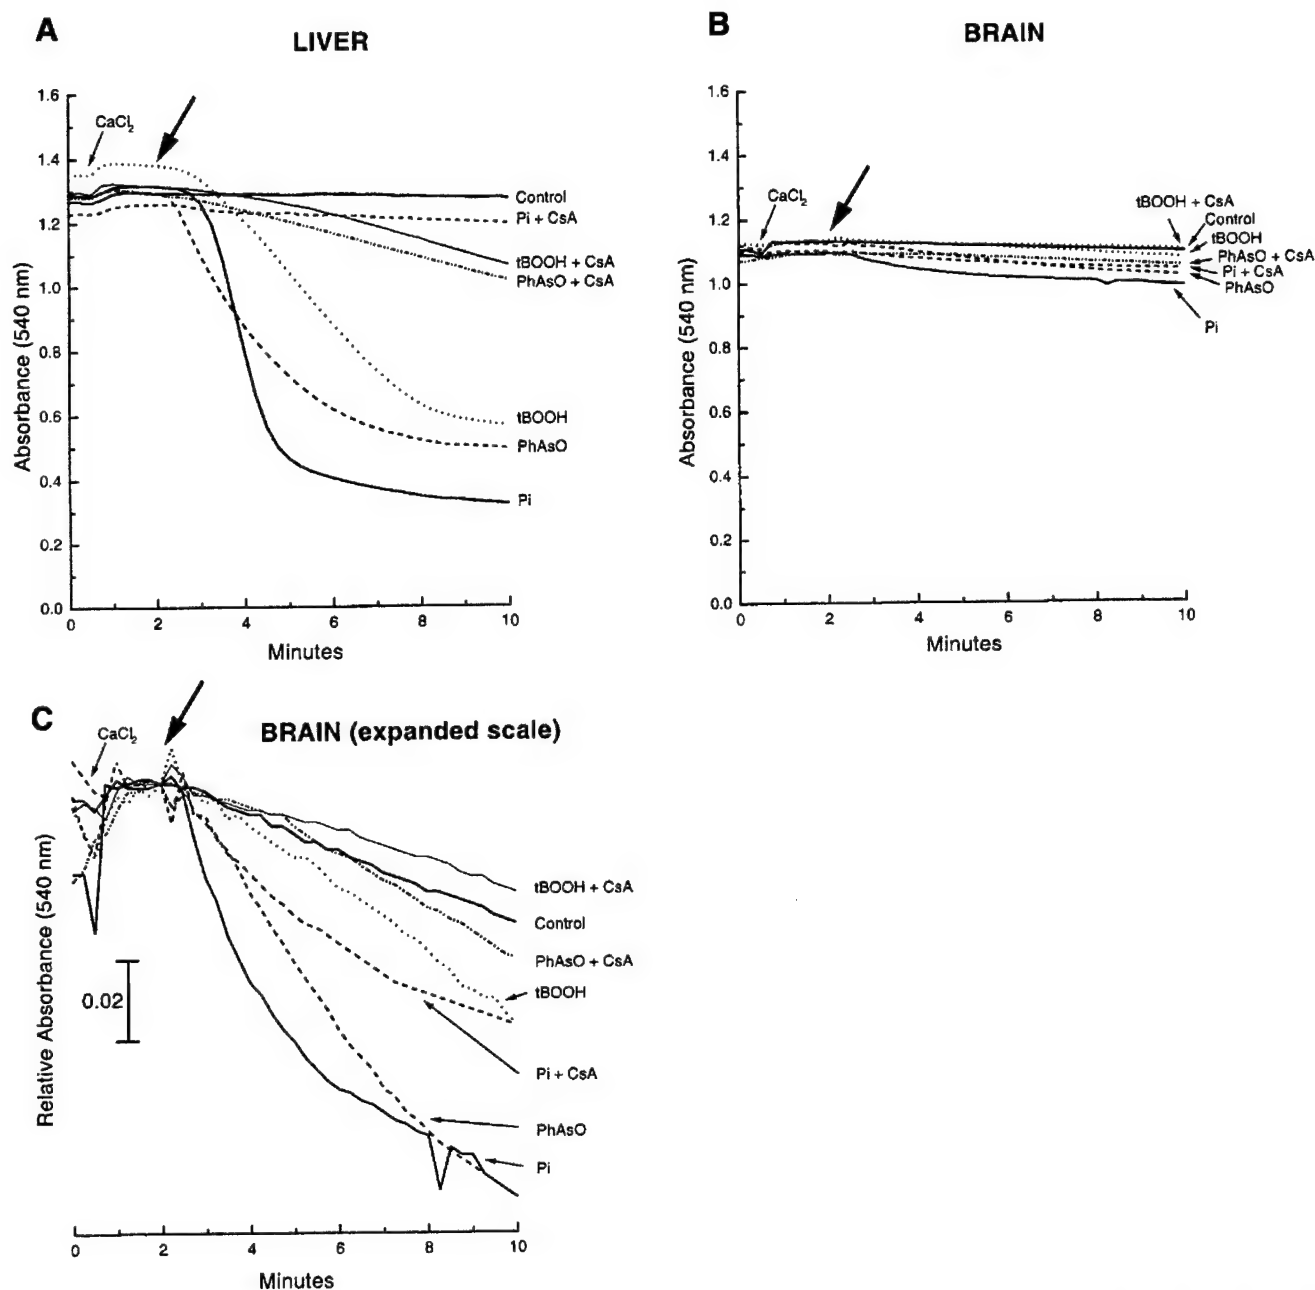 A
LIVER
1.6
1.4
1.2
1.0
0.8
0.6
0.4
0.2
0.0
Absorbance (540 nm)
CaCl2
Control
Pi + CsA
tBOOH + CsA
PhAsO + CsA
tBOOH
PhAsO
Pi
0 2 4 6 8 10
Minutes
B
BRAIN
1.6
1.4
1.2
1.0
0.8
0.6
0.4
0.2
0.0
Absorbance (540 nm)
CaCl2
tBOOH + CsA
Control
tBOOH
PhAsO + CsA
Pi + CsA
PhAsO
Pi
0 2 4 6 8 10
Minutes
C
BRAIN (expanded scale)
CaCl2
Relative Absorbance (540 nm)
0.02
tBOOH + CsA
Control
PhAsO + CsA
tBOOH
Pi + CsA
PhAsO
Pi
0 2 4 6 8 10
Minutes